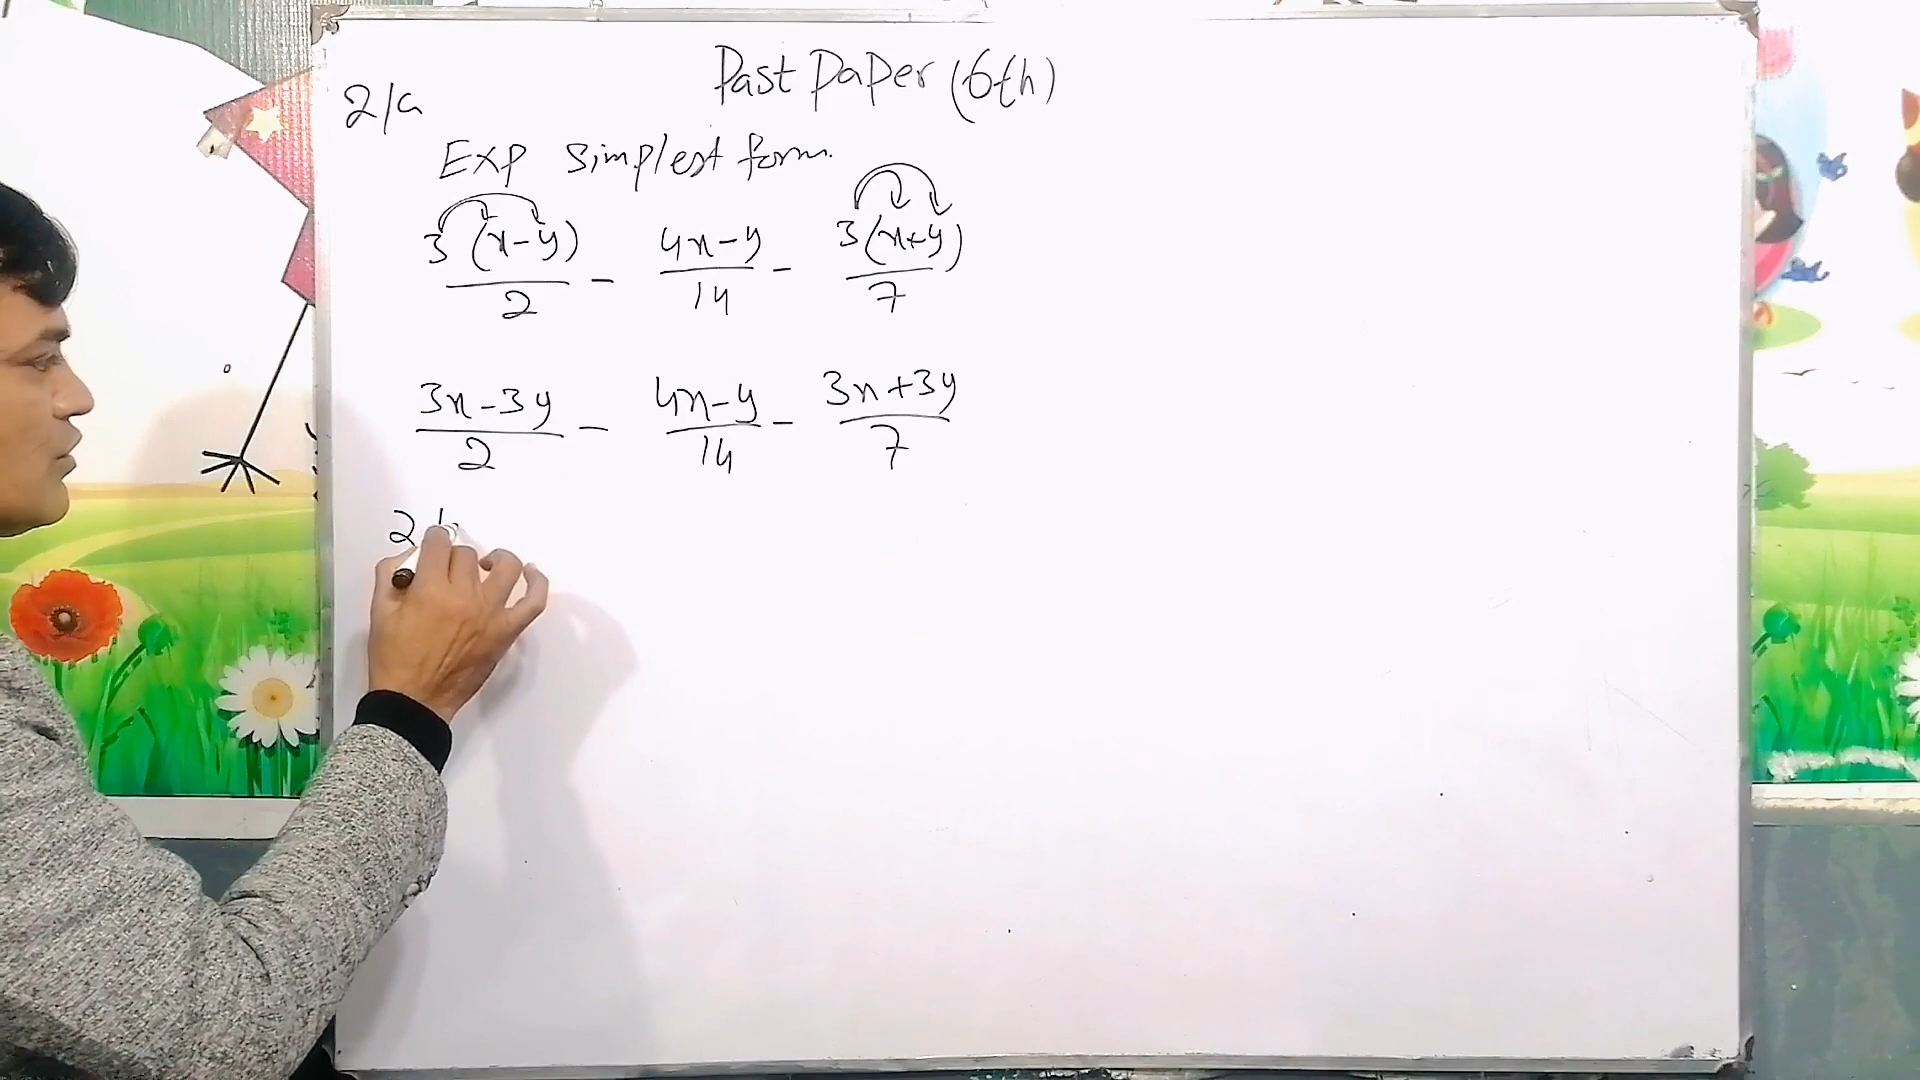 Past Paper (6th)
2/a
Exp simplest form.
3(x-y)/2 - 4x-y/14 - 3(x+y)/7
3x-3y/2 - 4x-y/14 - 3x+3y/7
2